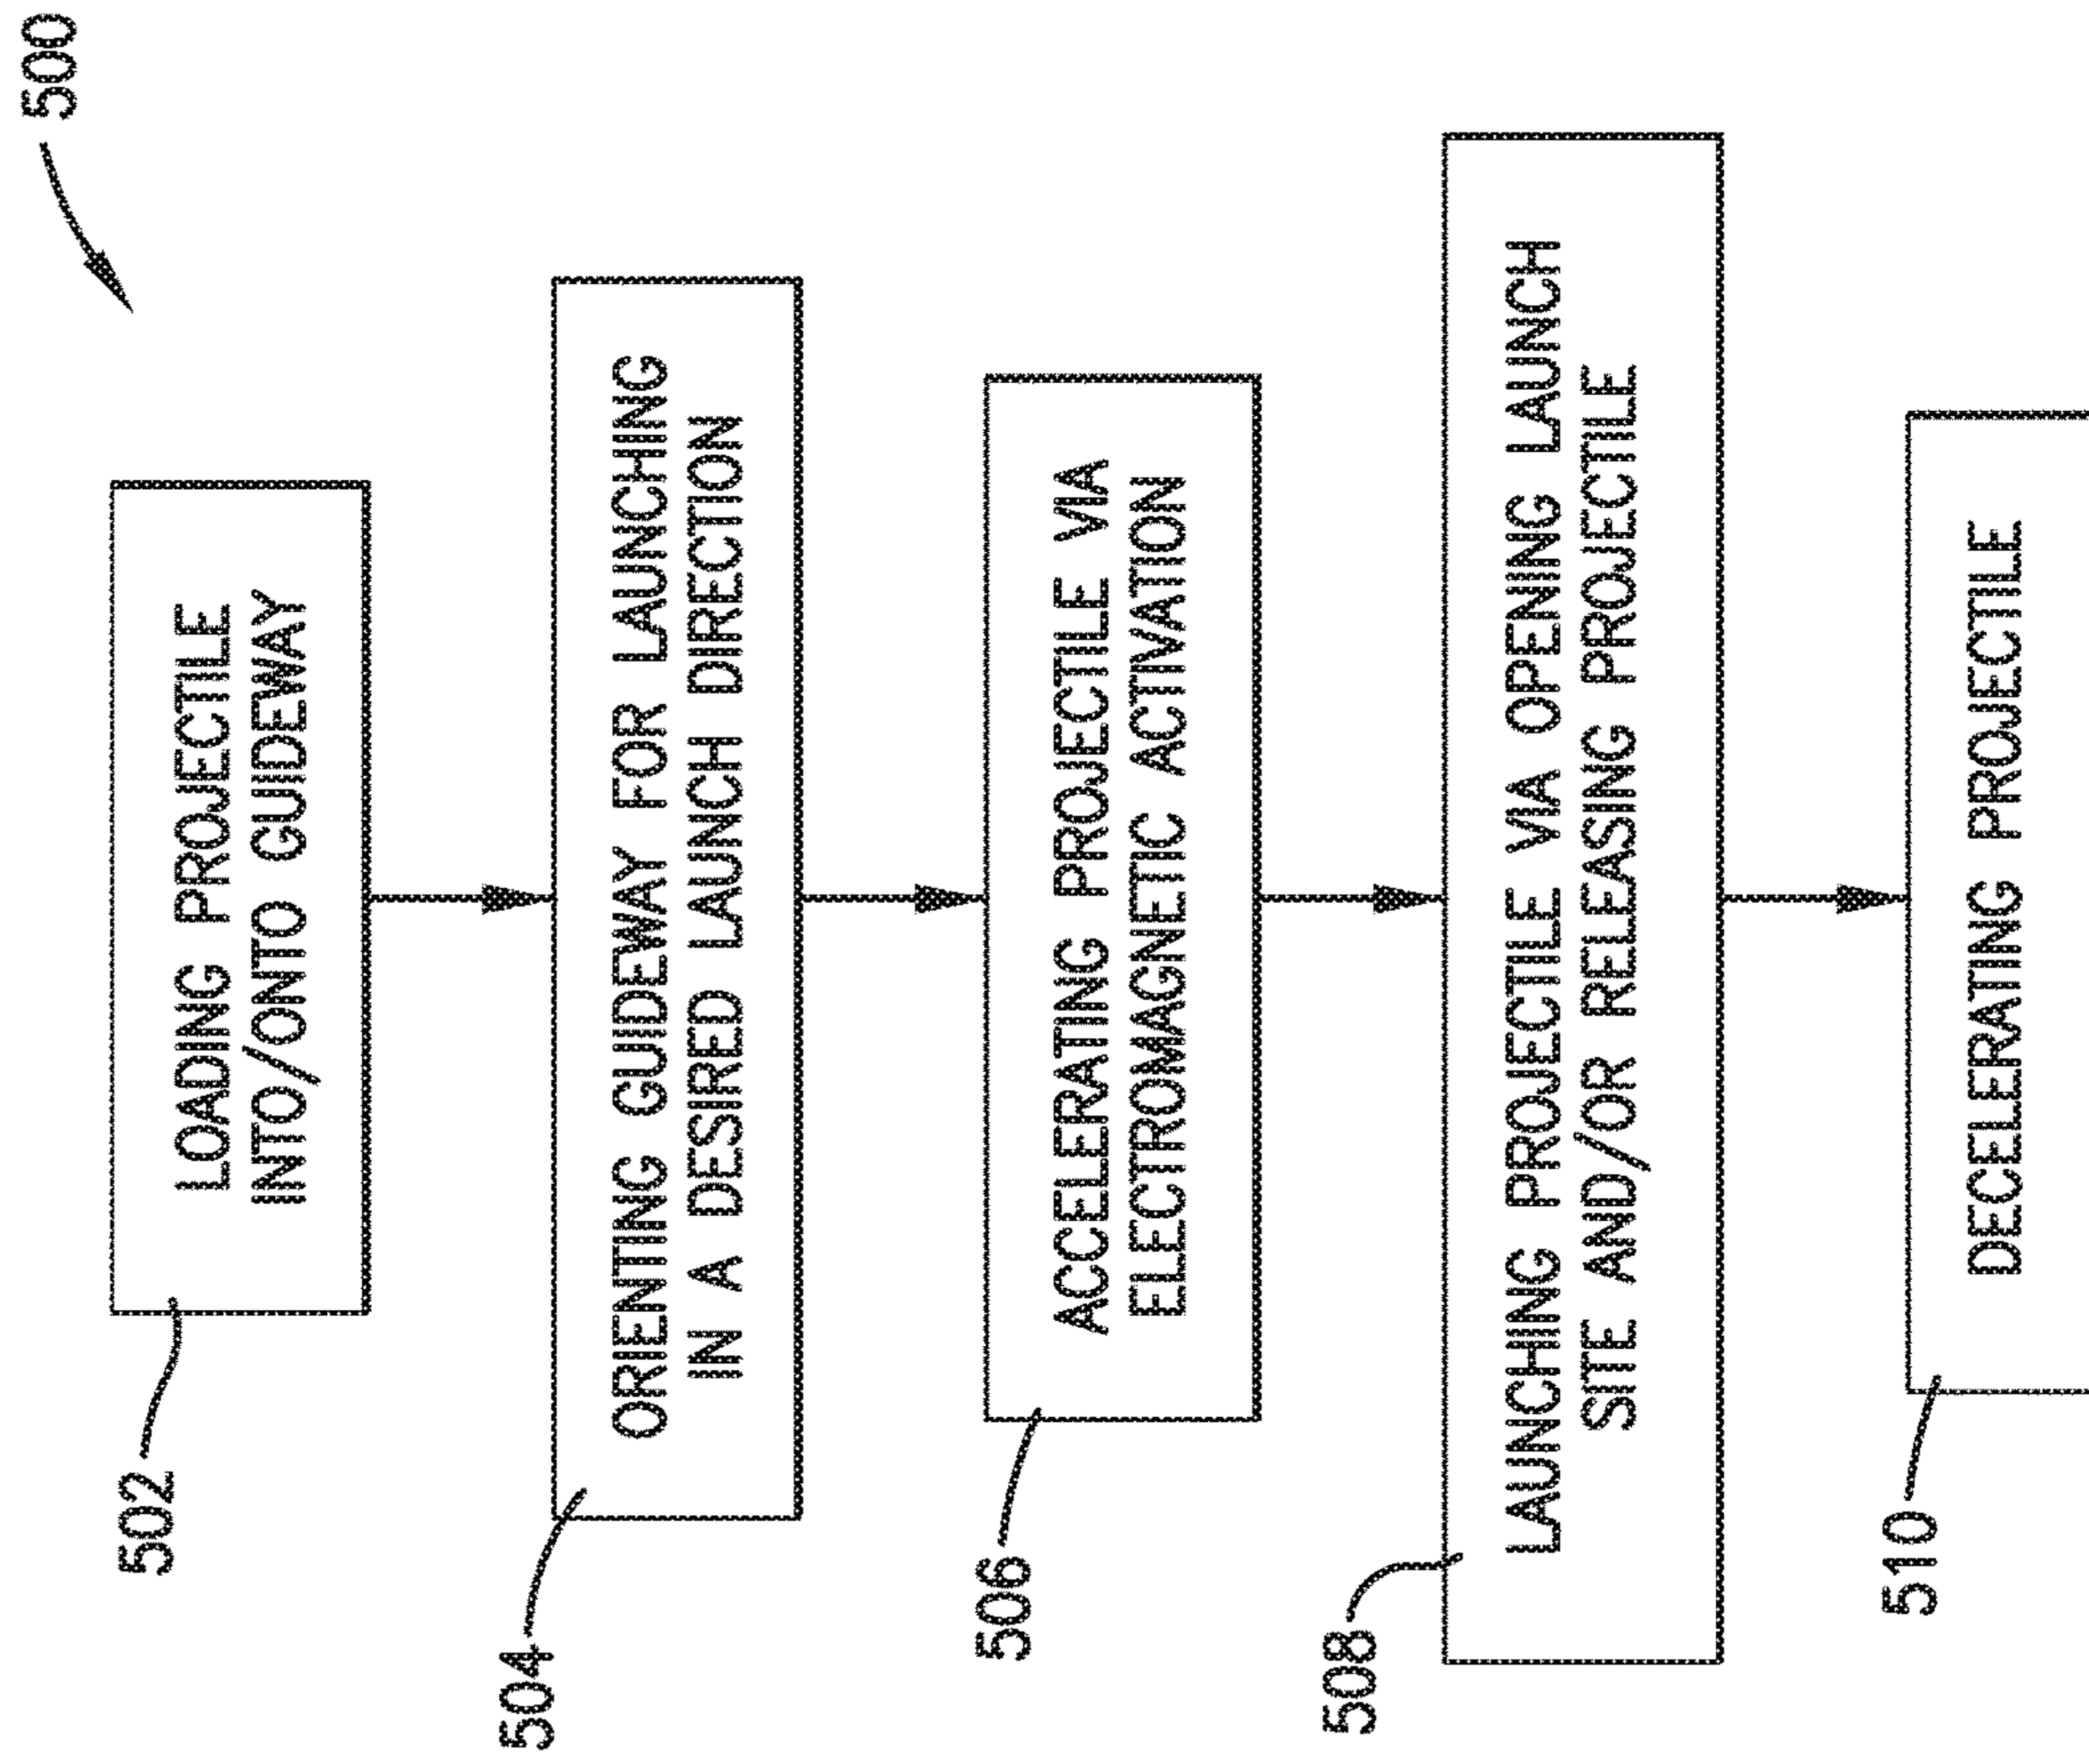 500
502
LOADING PROJECTILE
INTO/ONTO GUIDEWAY
504
ORIENTING GUIDEWAY FOR LAUNCHING
IN A DESIRED LAUNCH DIRECTION
506
ACCELERATING PROJECTILE VIA
ELECTROMAGNETIC ACTIVATION
508
LAUNCHING PROJECTILE VIA OPENING LAUNCH
SITE AND/OR RELEASING PROJECTILE
510
DECELERATING PROJECTILE